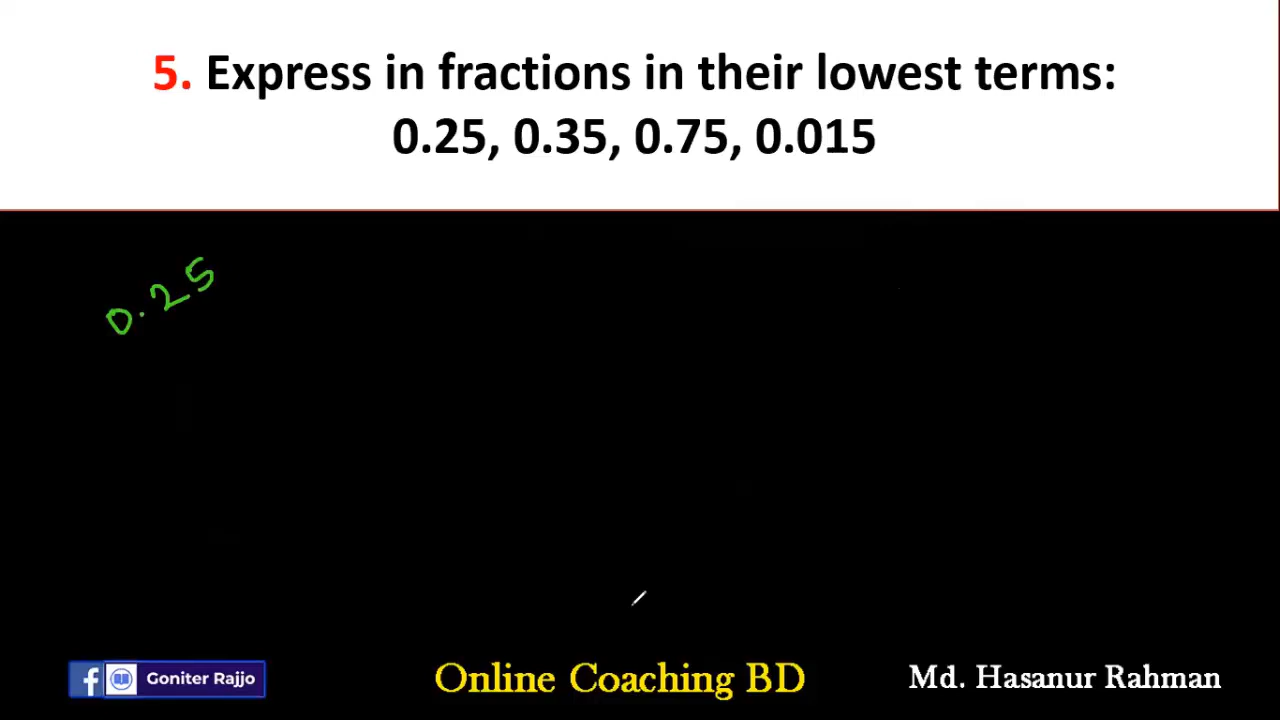 5. Express in fractions in their lowest terms:
0.25, 0.35, 0.75, 0.015
0.25
f Goniter Rajjo
Online Coaching BD
Md. Hasanur Rahman